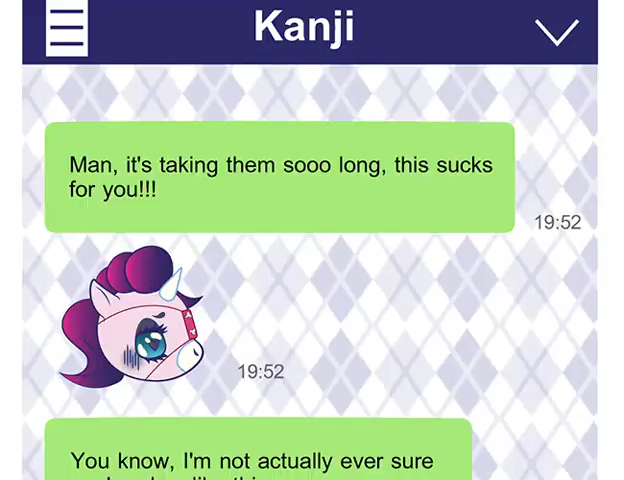 Kanji
Man, it's taking them sooo long, this sucks
for you!!!
19:52
19:52
You know, I'm not actually ever sure